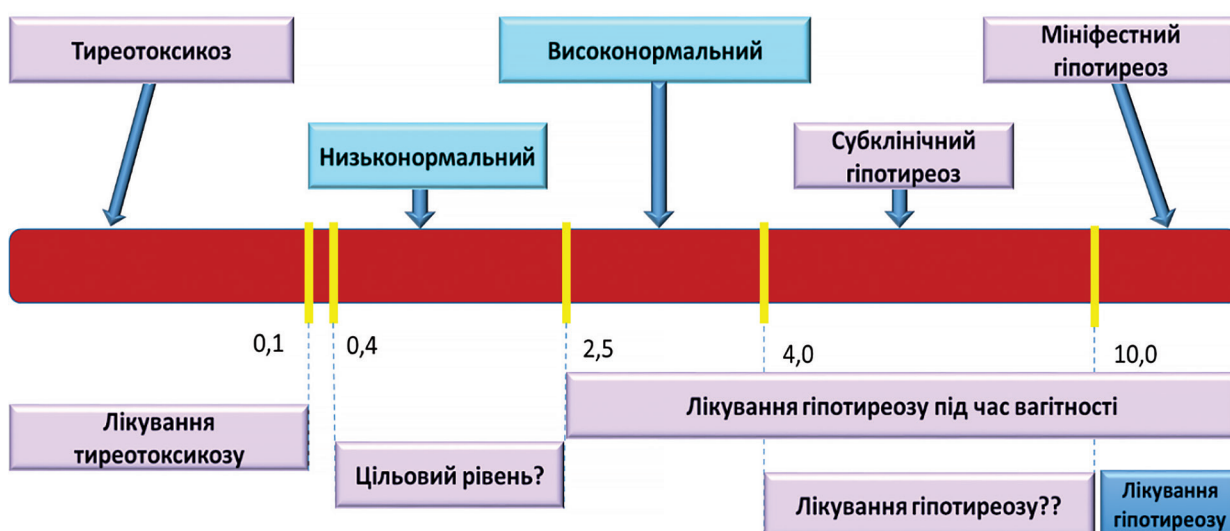 Тиреотоксикоз
Високонормальний
Мініфестний
гіпотиреоз
Низьконормальний
Субклінічний
гіпотиреоз
0,1
0,4
2,5
4,0
10,0
Лікування гіпотиреозу під час вагітності
Лікування
тиреотоксикозу
Цільовий рівень?
Лікування гіпотиреозу??
Лікування
гіпотиреозу